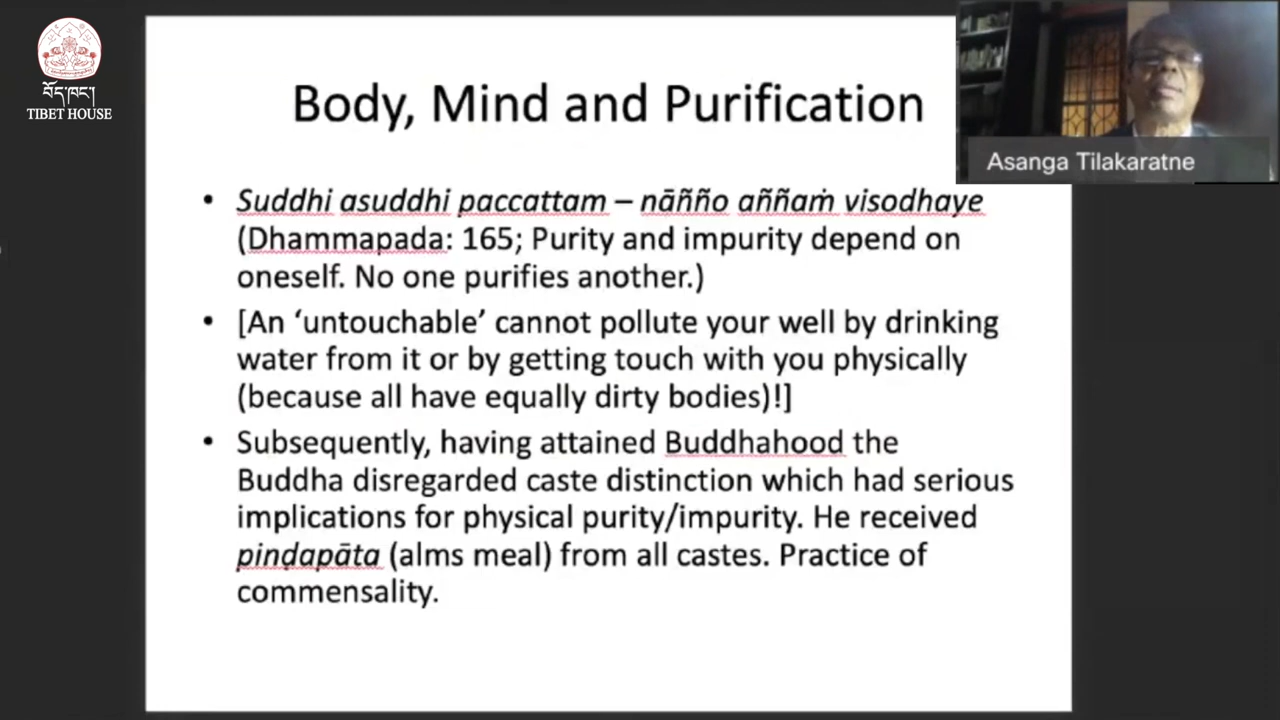 བོད་ཁང་།
TIBET HOUSE
Body, Mind and Purification
Asanga Tilakaratne
• Suddhi asuddhi paccattam – nāñño aññaṁ visodhaye
(Dhammapada: 165; Purity and impurity depend on
oneself. No one purifies another.)
• [An ‘untouchable’ cannot pollute your well by drinking
water from it or by getting touch with you physically
(because all have equally dirty bodies)!]
• Subsequently, having attained Buddhahood the
Buddha disregarded caste distinction which had serious
implications for physical purity/impurity. He received
pinḍapāta (alms meal) from all castes. Practice of
commensality.